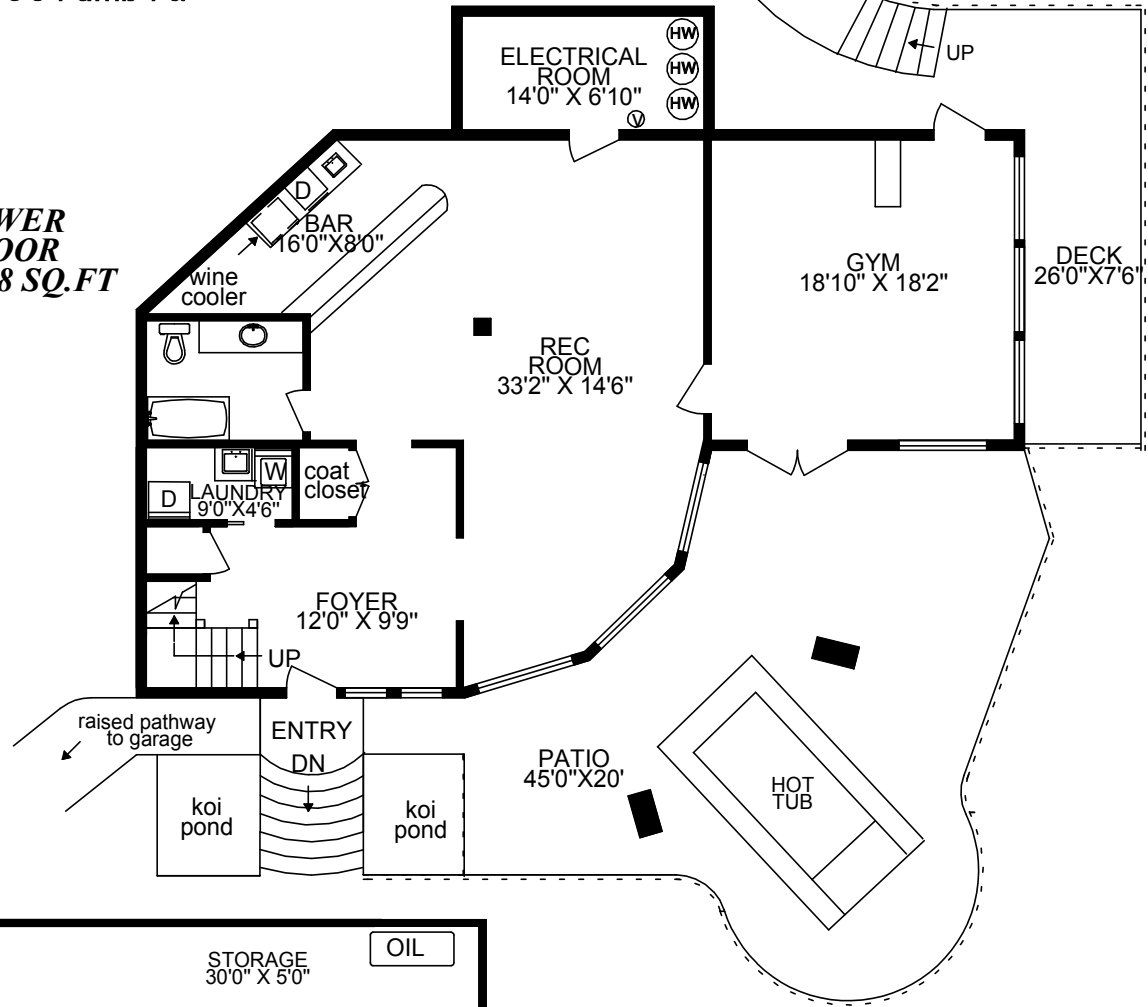 UP
ELECTRICAL
ROOM
14'0" X 6'10"
HW
HW
HW
V
D
BAR
16'0"X8'0"
wine
cooler
WER
OOR
8 SQ.FT
GYM
18'10" X 18'2"
DECK
26'0"X7'6"
REC
ROOM
33'2" X 14'6"
W
coat
closet
D
LAUNDRY
9'0"X4'6"
FOYER
12'0" X 9'9"
UP
raised pathway
to garage
ENTRY
DN
koi
pond
koi
pond
PATIO
45'0"X20'
HOT
TUB
OIL
STORAGE
30'0" X 5'0"